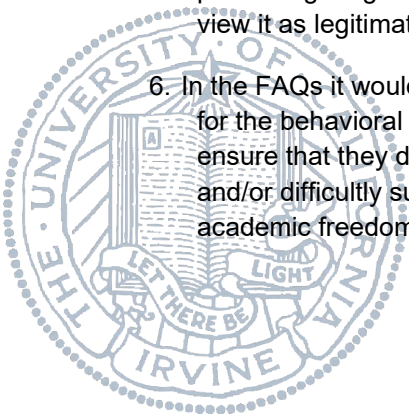 view it as legitimat
6. In the FAQs it would
for the behavioral
ensure that they d
and/or difficultly su
academic freedom
THE · UNIVERSITY · OF CALIFORNIA
A
LET THERE BE LIGHT
IRVINE